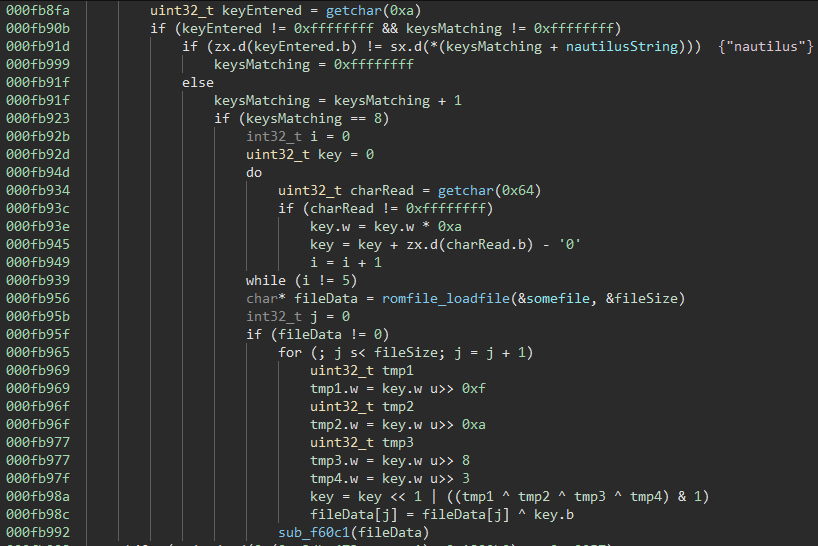 000fb8fa uint32_t keyEntered = getchar(0xa)
000fb90b if (keyEntered != 0xffffffff && keysMatching != 0xffffffff)
000fb91d if (zx.d(keyEntered.b) != sx.d(*(keysMatching + nautilusString))) {"nautilus"}
000fb999 keysMatching = 0xffffffff
000fb91f else
000fb91f keysMatching = keysMatching + 1
000fb923 if (keysMatching == 8)
000fb92b int32_t i = 0
000fb92d uint32_t key = 0
000fb94d do
000fb934 uint32_t charRead = getchar(0x64)
000fb93c if (charRead != 0xffffffff)
000fb93e key.w = key.w * 0xa
000fb945 key = key + zx.d(charRead.b) - '0'
000fb949 i = i + 1
000fb939 while (i != 5)
000fb956 char* fileData = romfile_loadfile(&somefile, &fileSize)
000fb95b int32_t j = 0
000fb95f if (fileData != 0)
000fb965 for (; j s< fileSize; j = j + 1)
000fb969 uint32_t tmp1
000fb969 tmp1.w = key.w u>> 0xf
000fb96f uint32_t tmp2
000fb96f tmp2.w = key.w u>> 0xa
000fb977 uint32_t tmp3
000fb977 tmp3.w = key.w u>> 8
000fb97f tmp4.w = key.w u>> 3
000fb98a key = key << 1 | ((tmp1 ^ tmp2 ^ tmp3 ^ tmp4) & 1)
000fb98c fileData[j] = fileData[j] ^ key.b
000fb992 sub_f60c1(fileData)